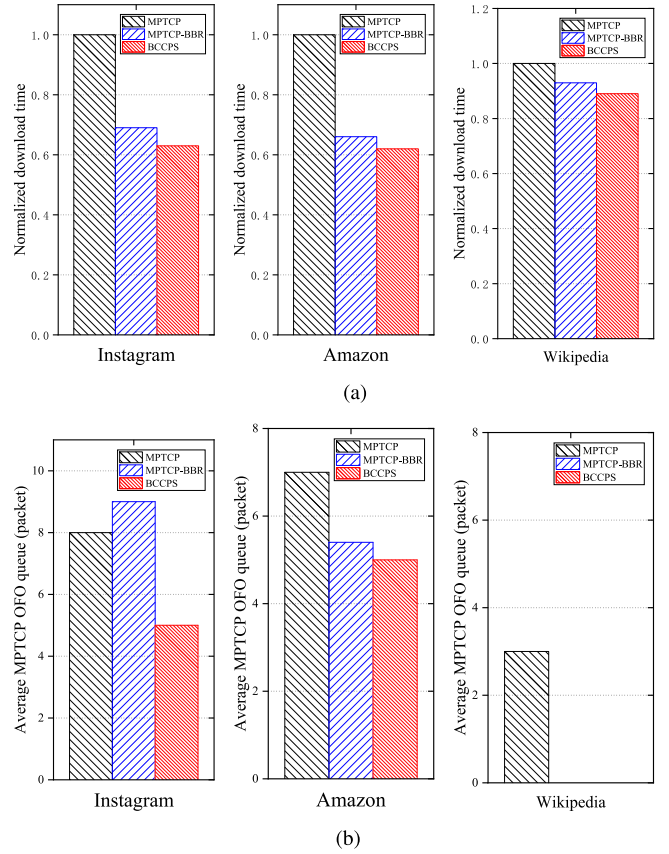 MPTCP
MPTCP-BBR
BCCPS
1.0
0.8
0.6
0.4
0.2
0.0
Normalized download time
Instagram
MPTCP
MPTCP-BBR
BCCPS
1.0
0.8
0.6
0.4
0.2
0.0
Normalized download time
Amazon
MPTCP
MPTCP-BBR
BCCPS
1.2
1.0
0.8
0.6
0.4
0.2
0.0
Normalized download time
Wikipedia
(a)
MPTCP
MPTCP-BBR
BCCPS
10
8
6
4
2
0
Average MPTCP OFO queue (packet)
Instagram
MPTCP
MPTCP-BBR
BCCPS
8
6
4
2
0
Average MPTCP OFO queue (packet)
Amazon
MPTCP
MPTCP-BBR
BCCPS
8
6
4
2
0
Average MPTCP OFO queue (packet)
Wikipedia
(b)